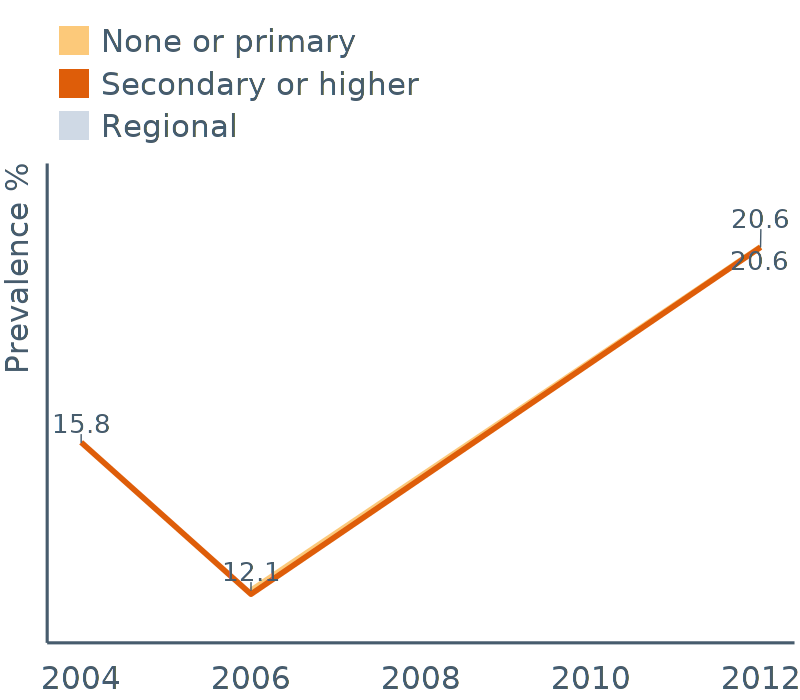 None or primary
Secondary or higher
Regional
Prevalence %
20.6
20.6
15.8
12.1
2004 2006 2008 2010 2012